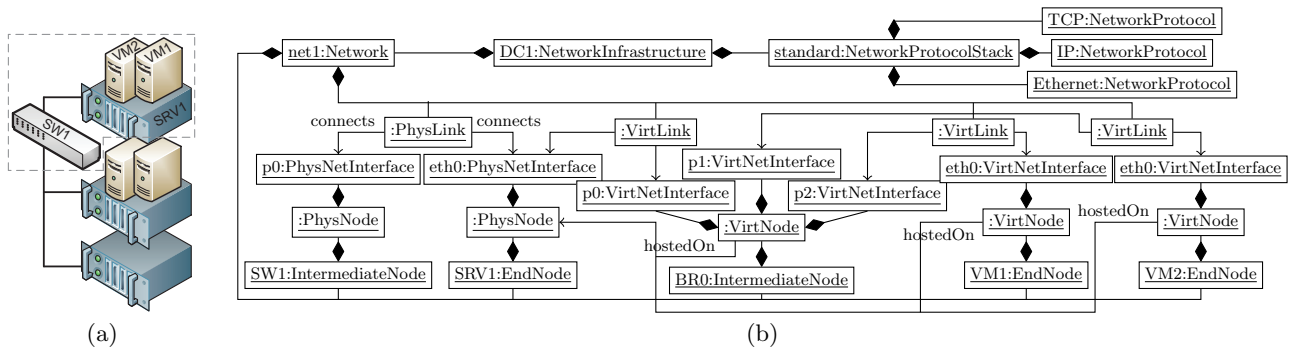 VM2
VM1
SRV1
SW1
(a)
TCP:NetworkProtocol
net1:Network
DC1:NetworkInfrastructure
standard:NetworkProtocolStack
IP:NetworkProtocol
Ethernet:NetworkProtocol
connects
:PhysLink
connects
:VirtLink
:VirtLink
:VirtLink
p0:PhysNetInterface
eth0:PhysNetInterface
p1:VirtNetInterface
eth0:VirtNetInterface
eth0:VirtNetInterface
p0:VirtNetInterface
p2:VirtNetInterface
:PhysNode
:PhysNode
:VirtNode
:VirtNode
hostedOn
:VirtNode
hostedOn
hostedOn
SW1:IntermediateNode
SRV1:EndNode
BR0:IntermediateNode
VM1:EndNode
VM2:EndNode
(b)